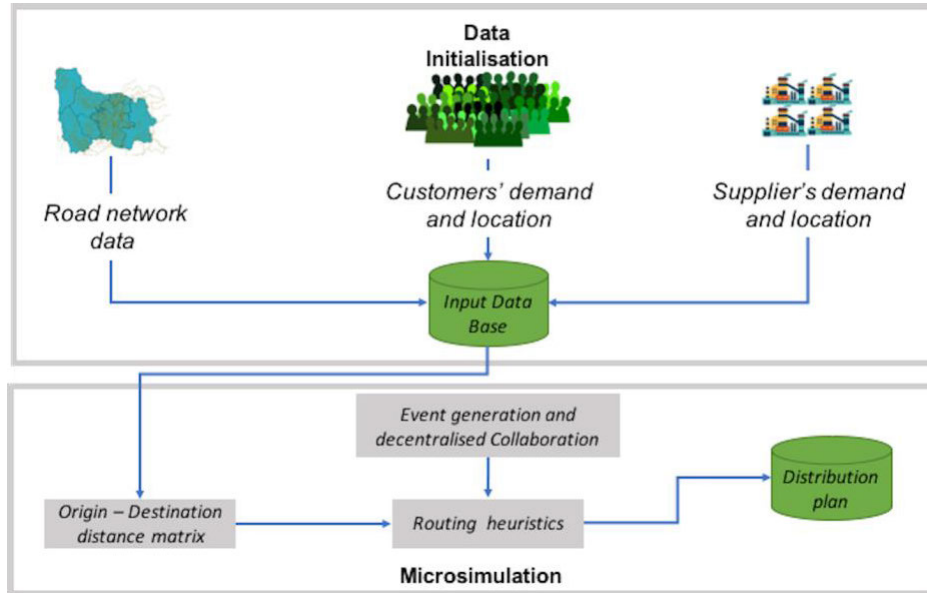 Data
Initialisation
Road network
data
Customers' demand
and location
Supplier's demand
and location
Input Data
Base
Event generation and
decentralised Collaboration
Distribution
plan
Origin – Destination
distance matrix
Routing heuristics
Microsimulation